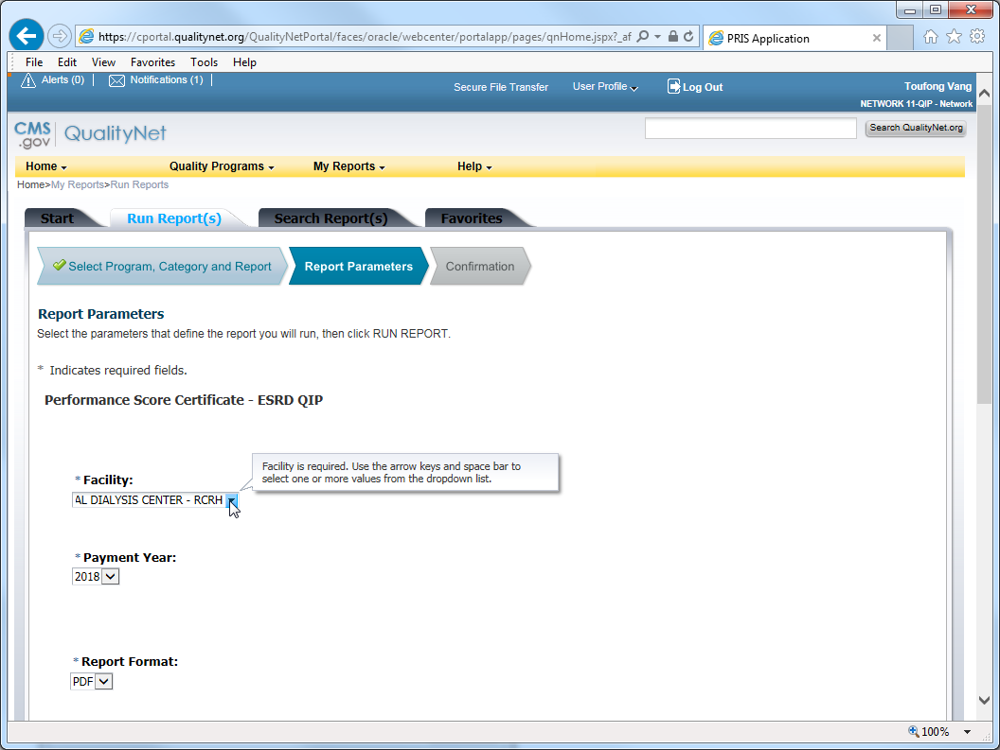 https://cportal.qualitynet.org/QualityNetPortal/faces/oracle/webcenter/portalapp/pages/qnHome.jspx?_af
PRIS Application
File Edit View Favorites Tools Help
Alerts (0) Notifications (1)
Secure File Transfer User Profile Log Out Toufong Vang
NETWORK 11-QIP - Network
CMS
.gov
QualityNet
Search QualityNet.org
Home Quality Programs My Reports Help
Home>My Reports>Run Reports
Start Run Report(s) Search Report(s) Favorites
Select Program, Category and Report Report Parameters Confirmation
Report Parameters
Select the parameters that define the report you will run, then click RUN REPORT.
* Indicates required fields.
Performance Score Certificate - ESRD QIP
Facility is required. Use the arrow keys and space bar to
select one or more values from the dropdown list.
* Facility:
AL DIALYSIS CENTER - RCRH
* Payment Year:
2018
* Report Format:
PDF
100%